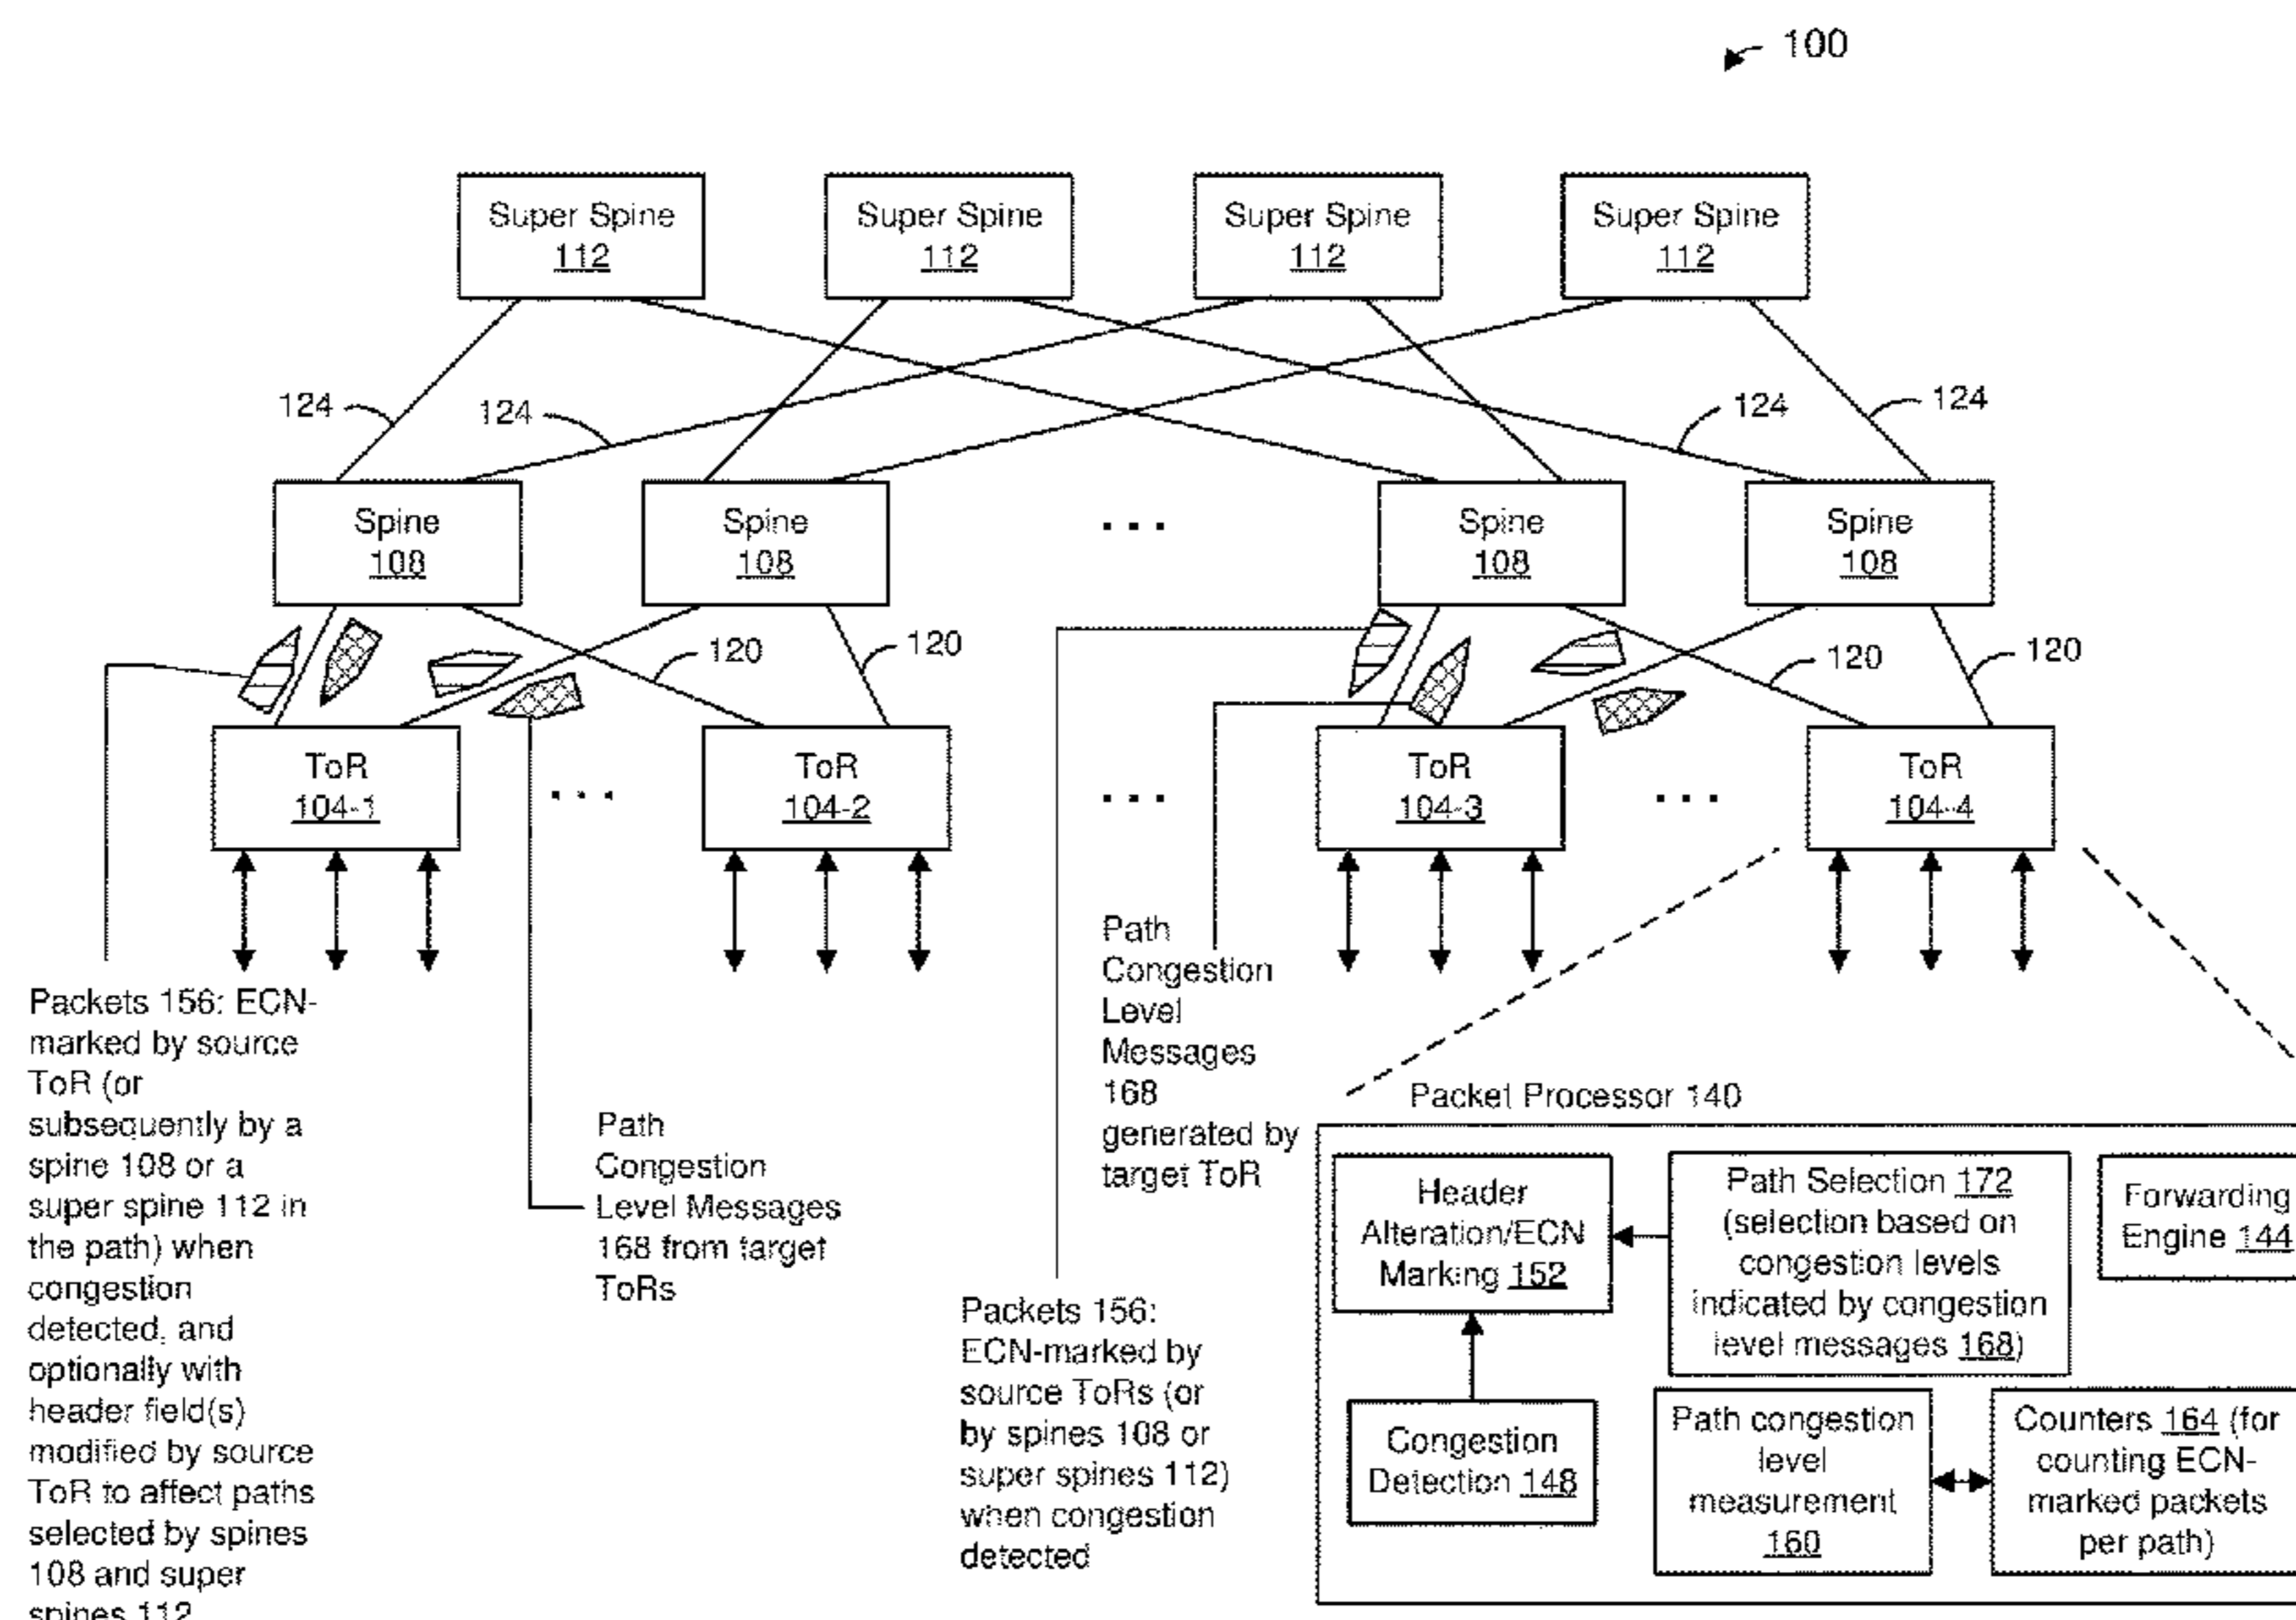 100
Super Spine
112
Super Spine
112
Super Spine
112
Super Spine
112
124
124
124
124
Spine
108
Spine
108
...
Spine
108
Spine
108
120
120
120
120
ToR
104-1
...
ToR
104-2
...
ToR
104-3
...
ToR
104-4
Packets 156: ECN-
marked by source
ToR (or
subsequently by a
spine 108 or a
super spine 112 in
the path) when
congestion
detected, and
optionally with
header field(s)
modified by source
ToR to affect paths
selected by spines
108 and super
spines 112
Path
Congestion
Level Messages
168 from target
ToRs
Path
Congestion
Level
Messages
168
generated by
target ToR
Packets 156:
ECN-marked by
source ToRs (or
by spines 108 or
super spines 112)
when congestion
detected
Packet Processor 140
Header
Alteration/ECN
Marking 152
Path Selection 172
(selection based on
congestion levels
indicated by congestion
level messages 168)
Forwarding
Engine 144
Congestion
Detection 148
Path congestion
level
measurement
160
Counters 164 (for
counting ECN-
marked packets
per path)